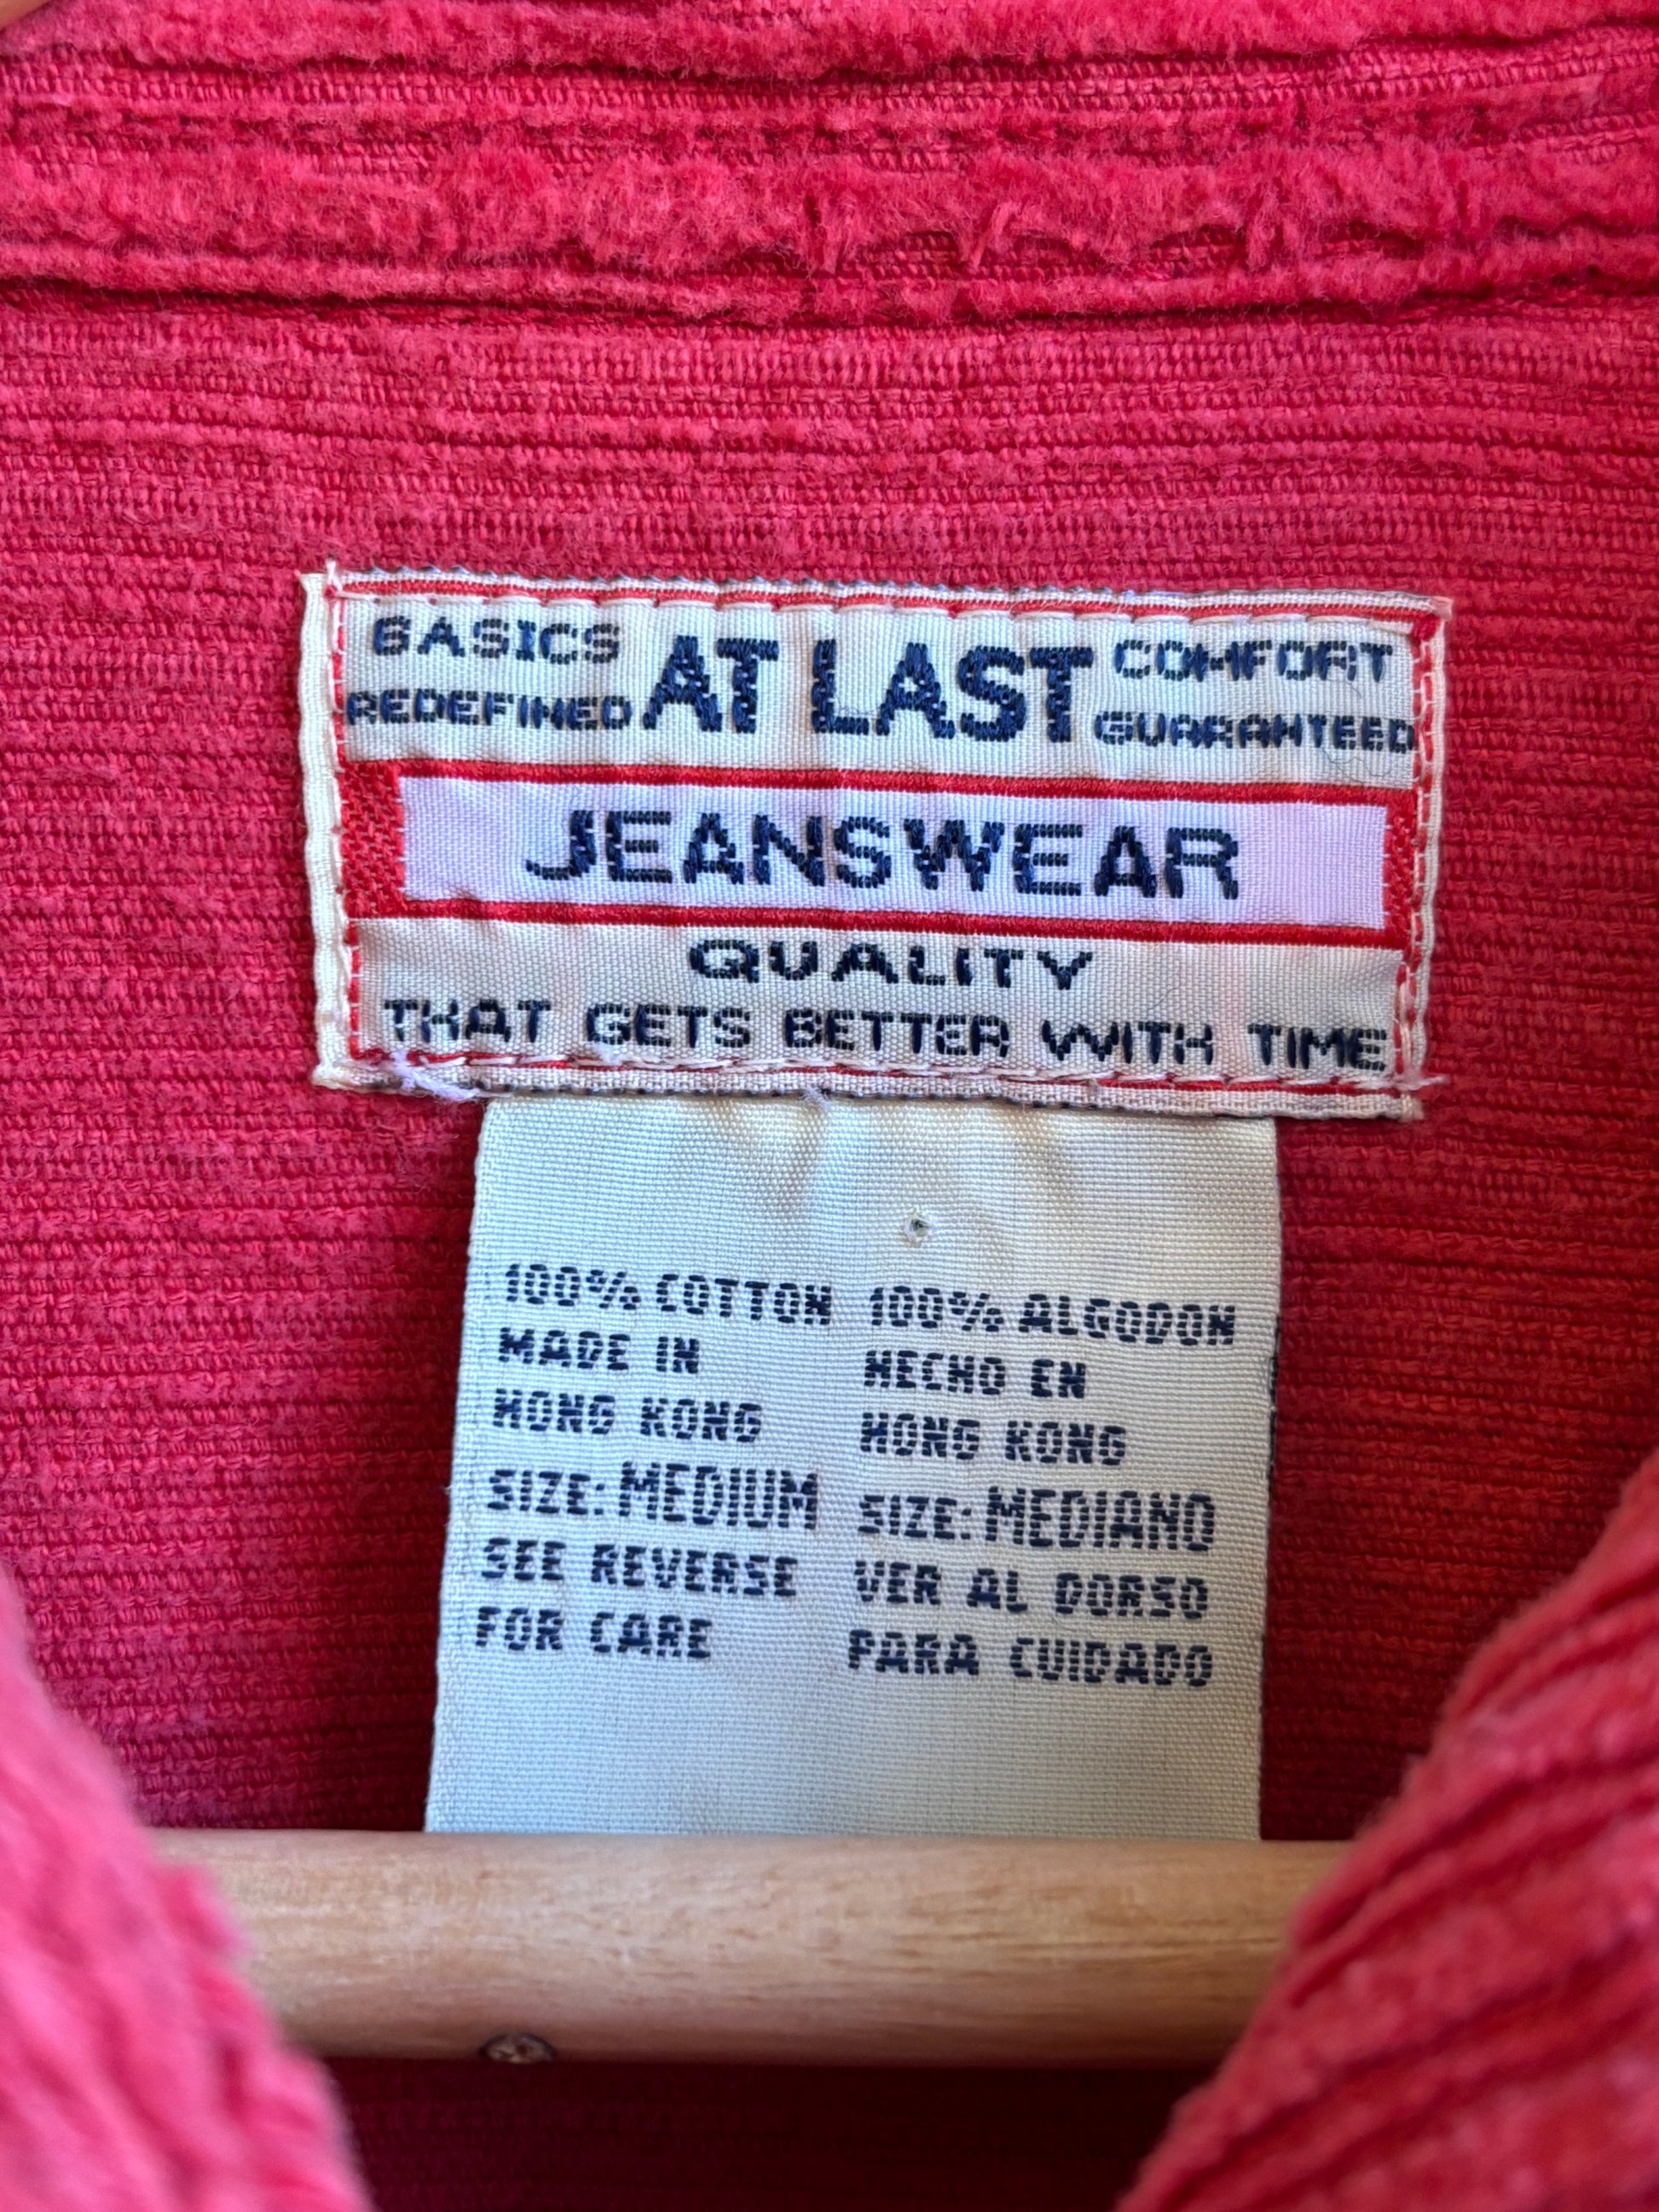 BASICS AT LAST COMFORT
REDEFINED GUARANTEED
JEANSWEAR
QUALITY
THAT GETS BETTER WITH TIME
100% COTTON
MADE IN
HONG KONG
SIZE: MEDIUM
SEE REVERSE
FOR CARE
100% ALGODON
HECHO EN
HONG KONG
SIZE: MEDIANO
VER AL DORSO
PARA CUIDADO